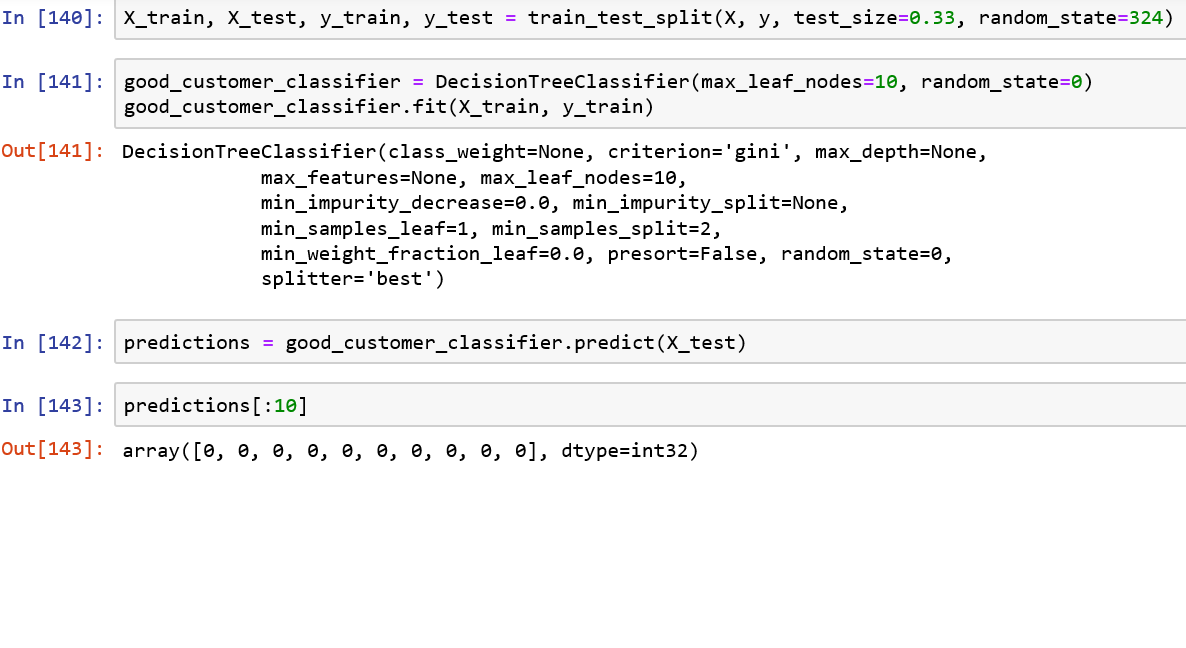 In [140]: X_train, X_test, y_train, y_test = train_test_split(X, y, test_size=0.33, random_state=324)
In [141]: good_customer_classifier = DecisionTreeClassifier(max_leaf_nodes=10, random_state=0)
good_customer_classifier.fit(X_train, y_train)
Out[141]: DecisionTreeClassifier(class_weight=None, criterion='gini', max_depth=None,
max_features=None, max_leaf_nodes=10,
min_impurity_decrease=0.0, min_impurity_split=None,
min_samples_leaf=1, min_samples_split=2,
min_weight_fraction_leaf=0.0, presort=False, random_state=0,
splitter='best')
In [142]: predictions = good_customer_classifier.predict(X_test)
In [143]: predictions[:10]
Out[143]: array([0, 0, 0, 0, 0, 0, 0, 0, 0, 0], dtype=int32)